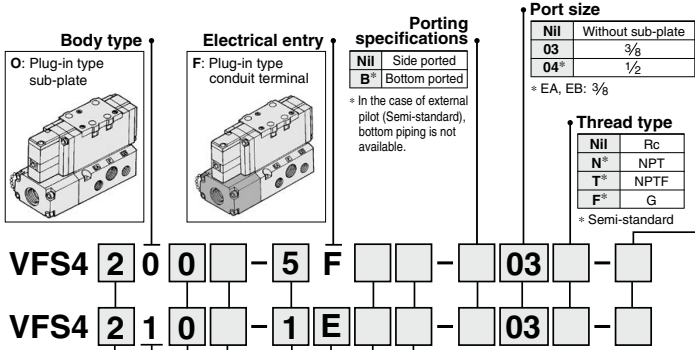 Body type
O: Plug-in type
sub-plate
Electrical entry
F: Plug-in type
conduit terminal
Porting
specifications
Nil Side ported
B* Bottom ported
* In the case of external
pilot (Semi-standard),
bottom piping is not
available.
Port size
Nil Without sub-plate
03 3/8
04* 1/2
* EA, EB: 3/8
Thread type
Nil Rc
N* NPT
T* NPTF
F* G
* Semi-standard
VFS4 2 0 0 - 5 F - 03 -
VFS4 2 1 0 - 1 E - 03 -